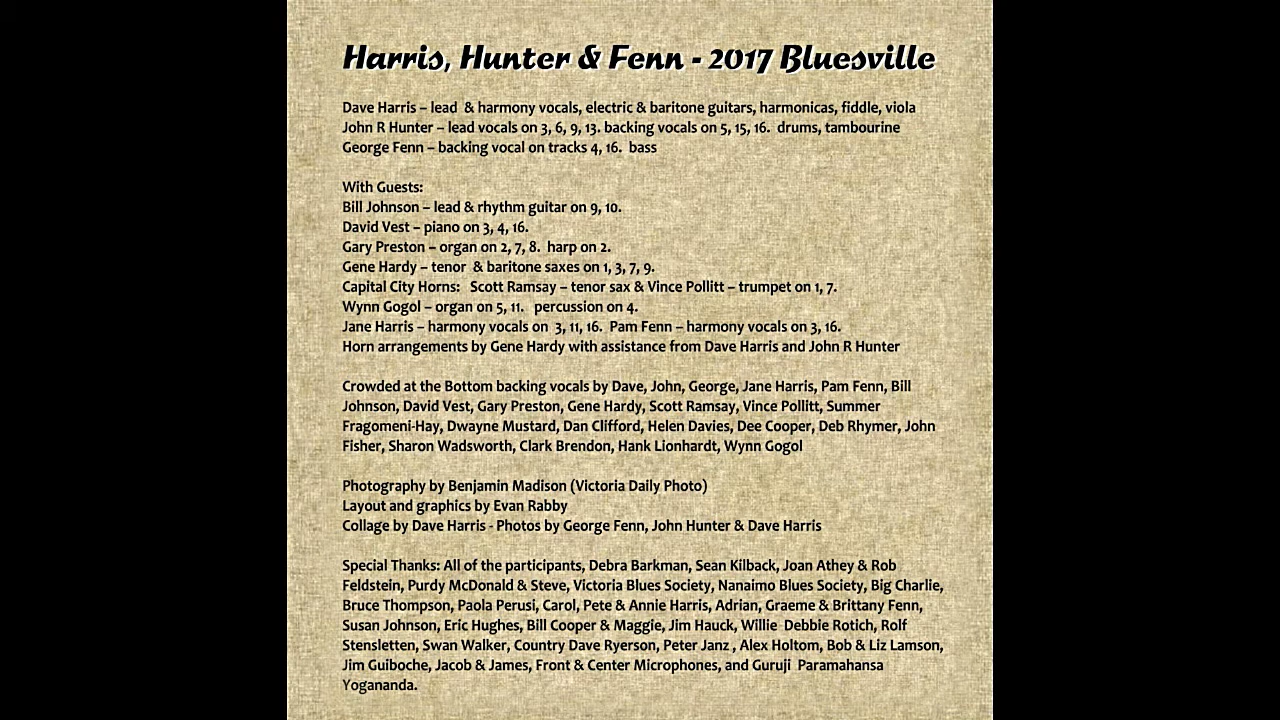 Harris, Hunter & Fenn - 2017 Bluesville
Dave Harris – lead & harmony vocals, electric & baritone guitars, harmonicas, fiddle, viola
John R Hunter – lead vocals on 3, 6, 9, 13. backing vocals on 5, 15, 16. drums, tambourine
George Fenn – backing vocal on tracks 4, 16. bass
With Guests:
Bill Johnson – lead & rhythm guitar on 9, 10.
David Vest – piano on 3, 4, 16.
Gary Preston – organ on 2, 7, 8. harp on 2.
Gene Hardy – tenor & baritone saxes on 1, 3, 7, 9.
Capital City Horns: Scott Ramsay – tenor sax & Vince Pollitt – trumpet on 1, 7.
Wynn Gogol – organ on 5, 11. percussion on 4.
Jane Harris – harmony vocals on 3, 11, 16. Pam Fenn – harmony vocals on 3, 16.
Horn arrangements by Gene Hardy with assistance from Dave Harris and John R Hunter
Crowded at the Bottom backing vocals by Dave, John, George, Jane Harris, Pam Fenn, Bill
Johnson, David Vest, Gary Preston, Gene Hardy, Scott Ramsay, Vince Pollitt, Summer
Fragomeni-Hay, Dwayne Mustard, Dan Clifford, Helen Davies, Dee Cooper, Deb Rhymer, John
Fisher, Sharon Wadsworth, Clark Brendon, Hank Lionhardt, Wynn Gogol
Photography by Benjamin Madison (Victoria Daily Photo)
Layout and graphics by Evan Rabby
Collage by Dave Harris - Photos by George Fenn, John Hunter & Dave Harris
Special Thanks: All of the participants, Debra Barkman, Sean Kilback, Joan Athey & Rob
Feldstein, Purdy McDonald & Steve, Victoria Blues Society, Nanaimo Blues Society, Big Charlie,
Bruce Thompson, Paola Perusi, Carol, Pete & Annie Harris, Adrian, Graeme & Brittany Fenn,
Susan Johnson, Eric Hughes, Bill Cooper & Maggie, Jim Hauck, Willie Debbie Rotich, Rolf
Stensletten, Swan Walker, Country Dave Ryerson, Peter Janz , Alex Holtom, Bob & Liz Lamson,
Jim Guiboche, Jacob & James, Front & Center Microphones, and Guruji Paramahansa
Yogananda.